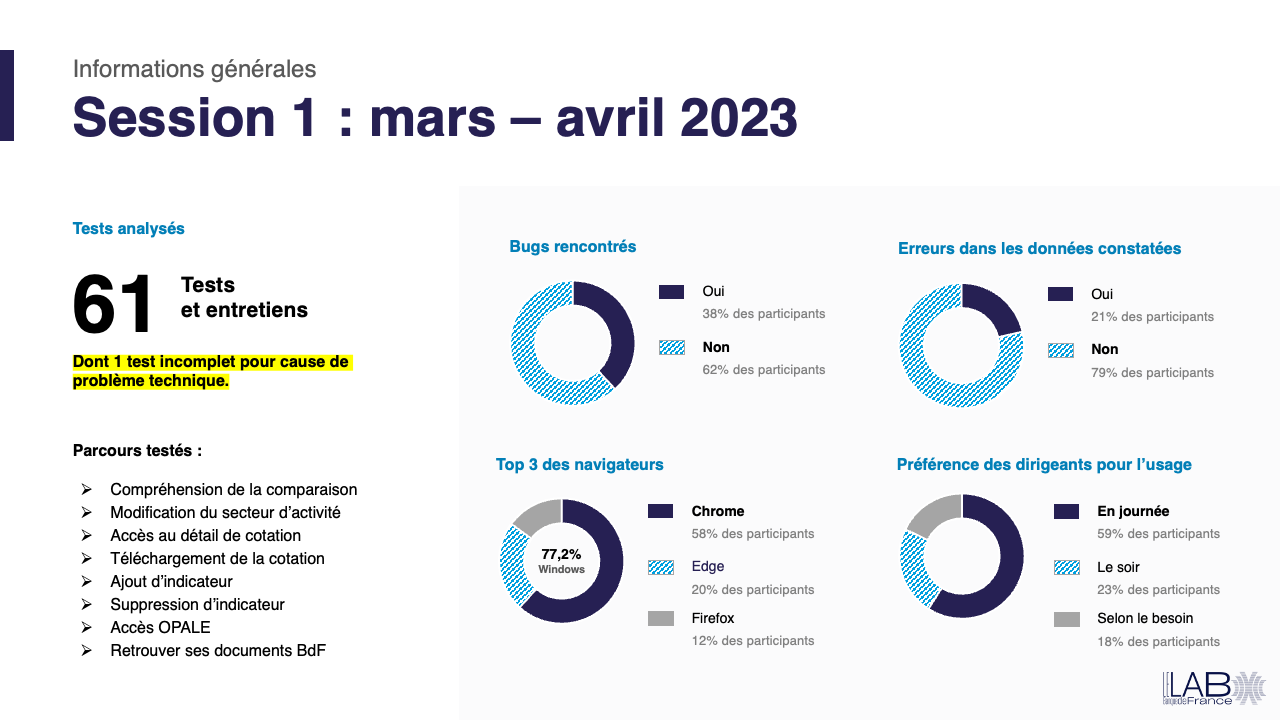 Informations générales
Session 1 : mars – avril 2023
Tests analysés
61
Tests
et entretiens
Dont 1 test incomplet pour cause de
problème technique.
Parcours testés :
➢ Compréhension de la comparaison
➢ Modification du secteur d’activité
➢ Accès au détail de cotation
➢ Téléchargement de la cotation
➢ Ajout d’indicateur
➢ Suppression d’indicateur
➢ Accès OPALE
➢ Retrouver ses documents BdF
Bugs rencontrés
Oui
38% des participants
Non
62% des participants
Erreurs dans les données constatées
Oui
21% des participants
Non
79% des participants
Top 3 des navigateurs
77,2%
Windows
Chrome
58% des participants
Edge
20% des participants
Firefox
12% des participants
Préférence des dirigeants pour l’usage
En journée
59% des participants
Le soir
23% des participants
Selon le besoin
18% des participants
LAB
France